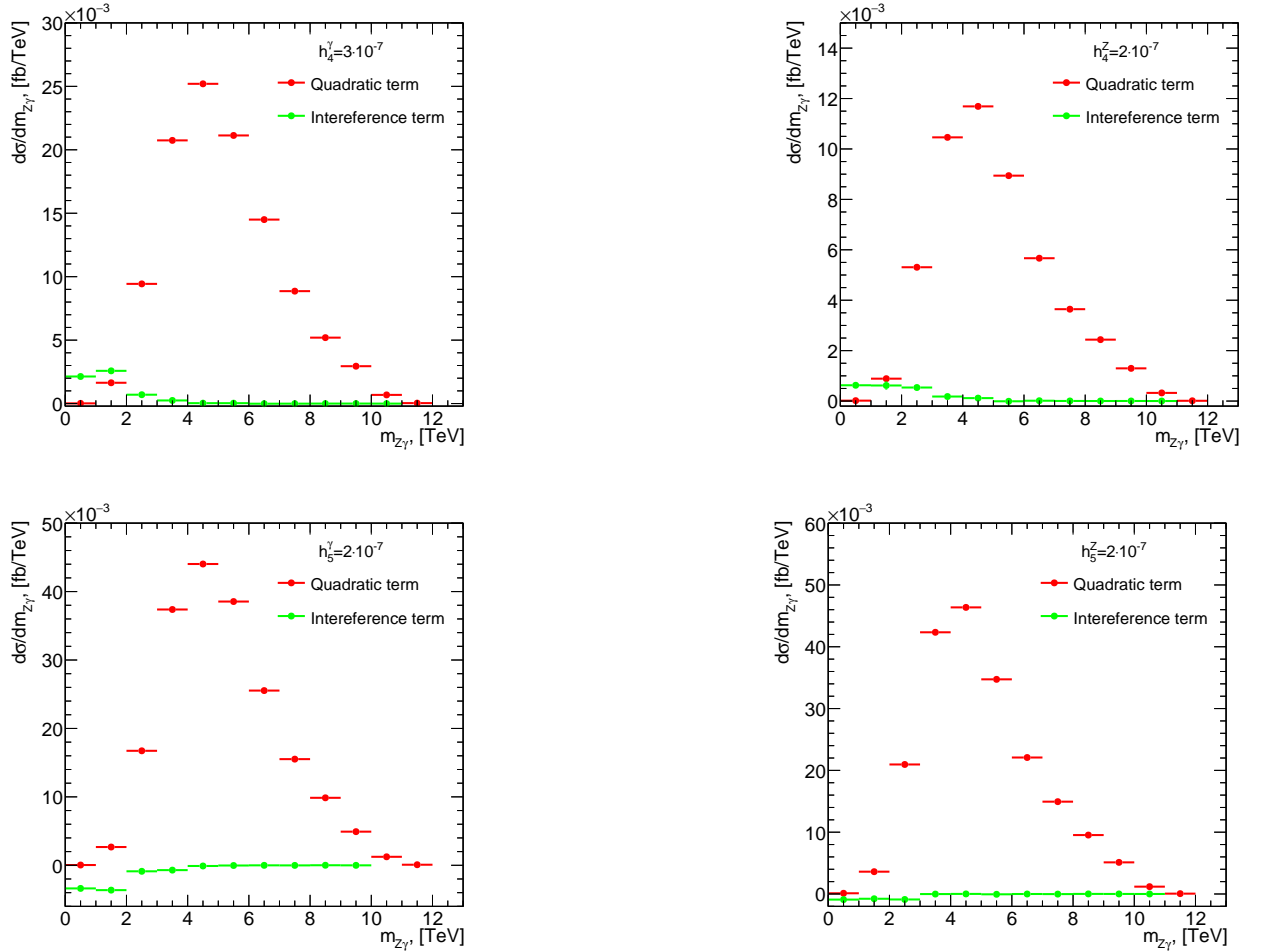 ×10⁻³
30
25
20
15
10
5
0
dσ/dm_Zγ, [fb/TeV]
h₄^γ=3·10⁻⁷
Quadratic term
Intereference term
0 2 4 6 8 10 12
m_Zγ, [TeV]
×10⁻³
14
12
10
8
6
4
2
0
dσ/dm_Zγ, [fb/TeV]
h₄^Z=2·10⁻⁷
Quadratic term
Intereference term
0 2 4 6 8 10 12
m_Zγ, [TeV]
×10⁻³
50
40
30
20
10
0
dσ/dm_Zγ, [fb/TeV]
h₅^γ=2·10⁻⁷
Quadratic term
Intereference term
0 2 4 6 8 10 12
m_Zγ, [TeV]
×10⁻³
60
50
40
30
20
10
0
dσ/dm_Zγ, [fb/TeV]
h₅^Z=2·10⁻⁷
Quadratic term
Intereference term
0 2 4 6 8 10 12
m_Zγ, [TeV]